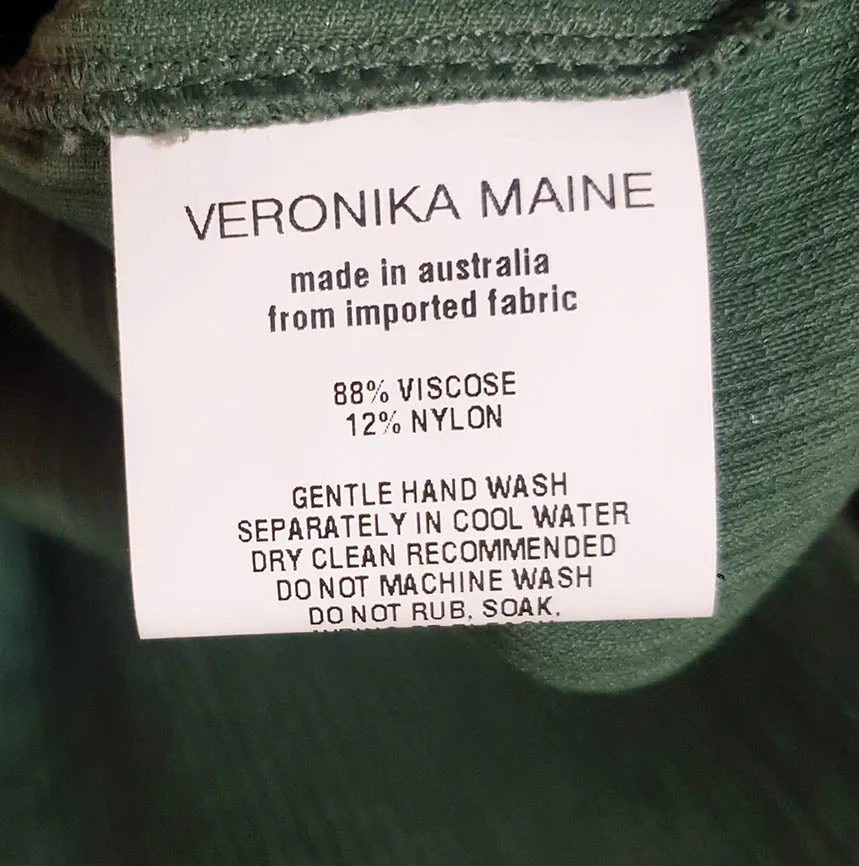 VERONIKA MAINE
made in australia
from imported fabric
88% VISCOSE
12% NYLON
GENTLE HAND WASH
SEPARATELY IN COOL WATER
DRY CLEAN RECOMMENDED
DO NOT MACHINE WASH
DO NOT RUB, SOAK,